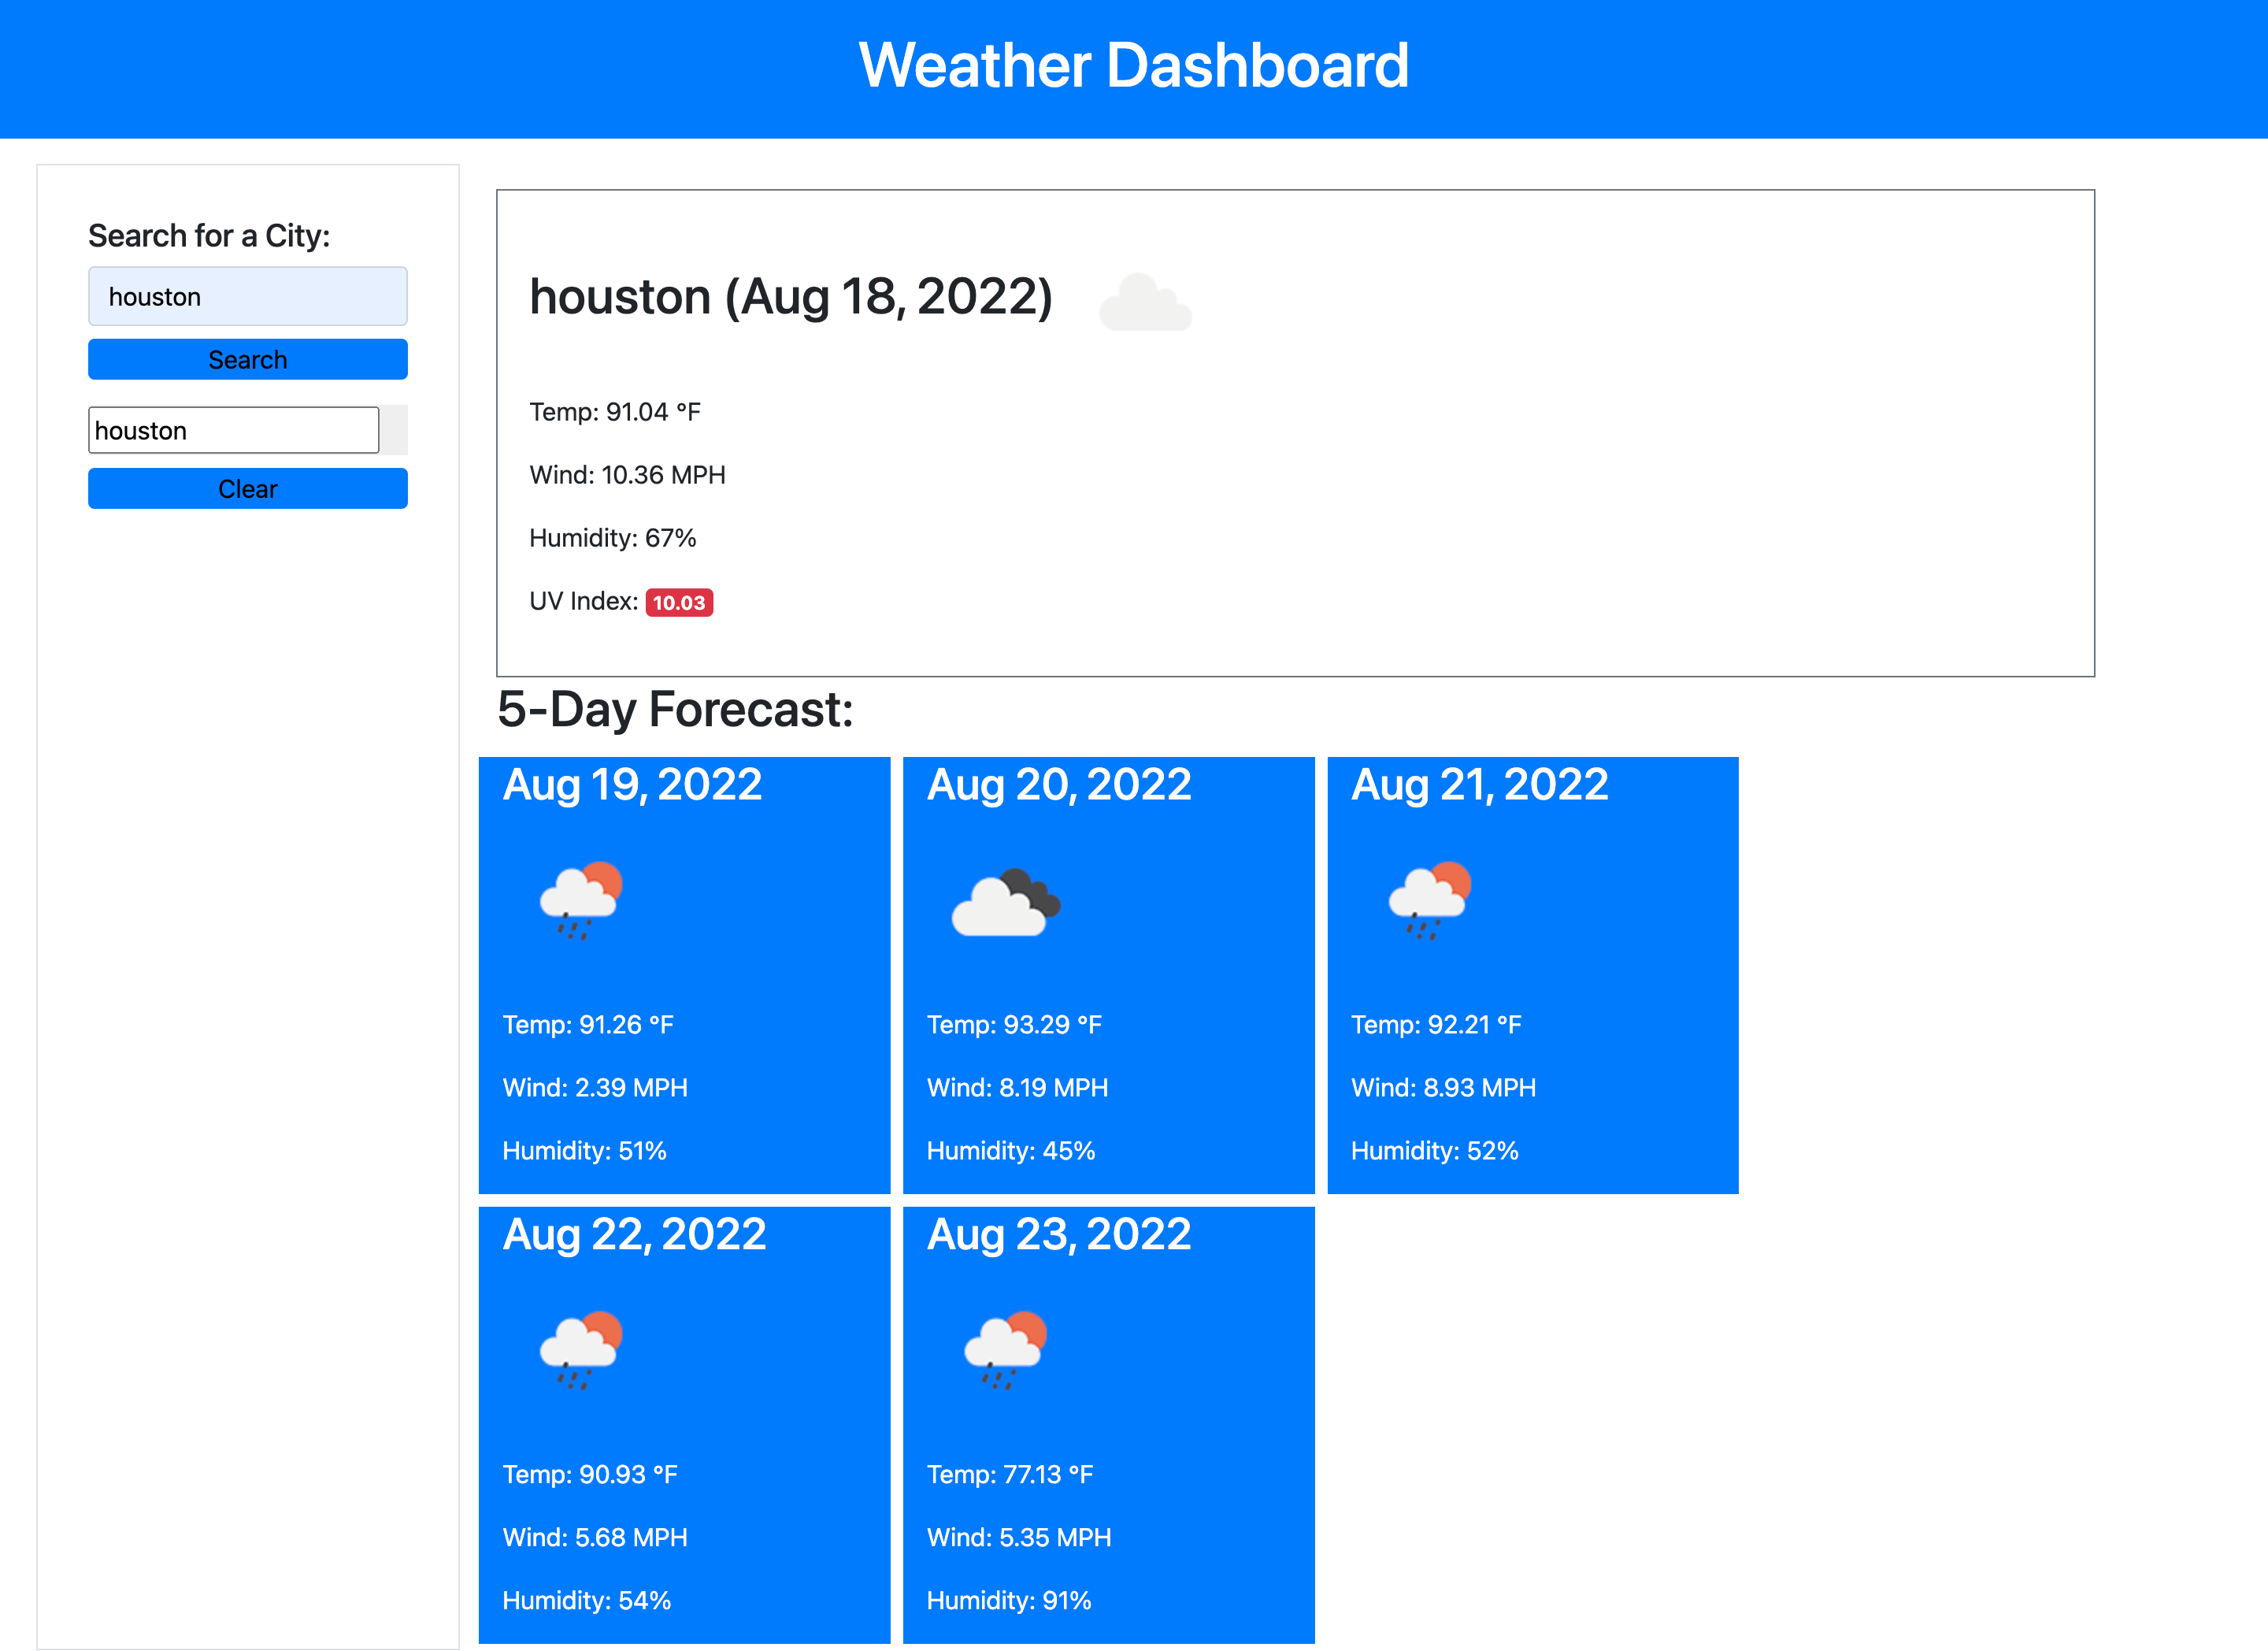 Weather Dashboard
Search for a City:
houston
Search
houston
Clear
houston (Aug 18, 2022)
Temp: 91.04 °F
Wind: 10.36 MPH
Humidity: 67%
UV Index: 10.03
5-Day Forecast:
Aug 19, 2022
Temp: 91.26 °F
Wind: 2.39 MPH
Humidity: 51%
Aug 20, 2022
Temp: 93.29 °F
Wind: 8.19 MPH
Humidity: 45%
Aug 21, 2022
Temp: 92.21 °F
Wind: 8.93 MPH
Humidity: 52%
Aug 22, 2022
Temp: 90.93 °F
Wind: 5.68 MPH
Humidity: 54%
Aug 23, 2022
Temp: 77.13 °F
Wind: 5.35 MPH
Humidity: 91%